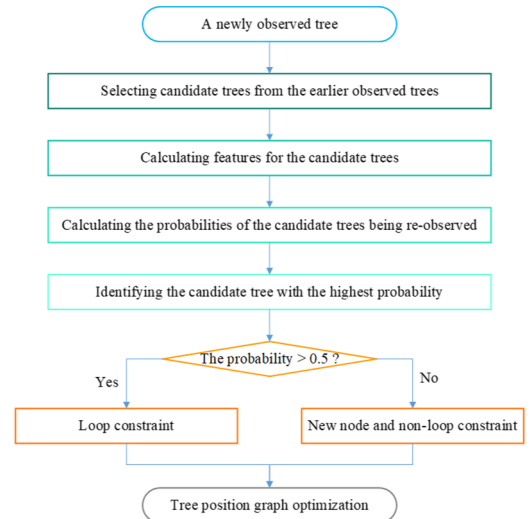 A newly observed tree
Selecting candidate trees from the earlier observed trees
Calculating features for the candidate trees
Calculating the probabilities of the candidate trees being re-observed
Identifying the candidate tree with the highest probability
The probability > 0.5 ?
Yes
No
Loop constraint
New node and non-loop constraint
Tree position graph optimization